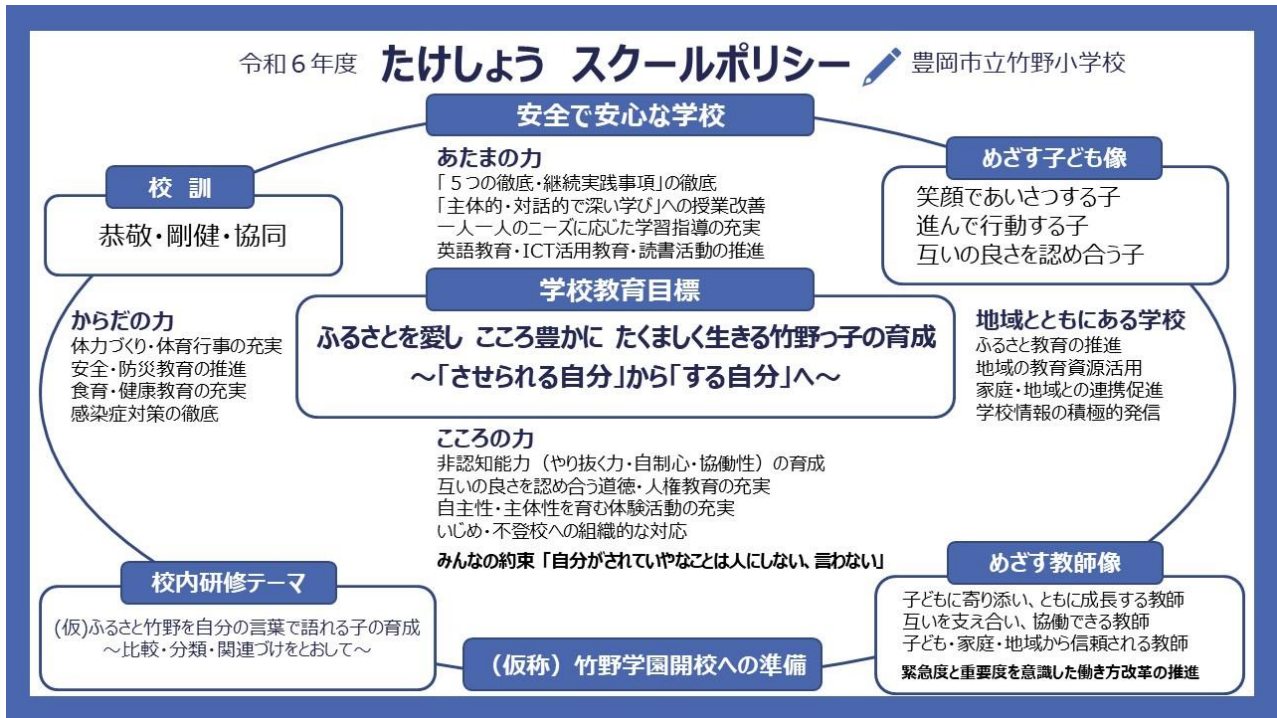 令和６年度 たけしょう スクールポリシー 豊岡市立竹野小学校
安全で安心な学校
あたまの力
「５つの徹底・継続実践事項」の徹底
「主体的・対話的で深い学び」への授業改善
一人一人のニーズに応じた学習指導の充実
英語教育・ICT活用教育・読書活動の推進
校 訓
恭敬・剛健・協同
めざす子ども像
笑顔であいさつする子
進んで行動する子
互いの良さを認め合う子
学校教育目標
ふるさとを愛し こころ豊かに たくましく生きる竹野っ子の育成
～「させられる自分」から「する自分」へ～
からだの力
体力づくり・体育行事の充実
安全・防災教育の推進
食育・健康教育の充実
感染症対策の徹底
地域とともにある学校
ふるさと教育の推進
地域の教育資源活用
家庭・地域との連携促進
学校情報の積極的発信
こころの力
非認知能力（やり抜く力・自制心・協働性）の育成
互いの良さを認め合う道徳・人権教育の充実
自主性・主体性を育む体験活動の充実
いじめ・不登校への組織的な対応
みんなの約束「自分がされていやなことは人にしない、言わない」
校内研修テーマ
(仮)ふるさと竹野を自分の言葉で語れる子の育成
～比較・分類・関連づけをとおして～
（仮称）竹野学園開校への準備
めざす教師像
子どもに寄り添い、ともに成長する教師
互いを支え合い、協働できる教師
子ども・家庭・地域から信頼される教師
緊急度と重要度を意識した働き方改革の推進